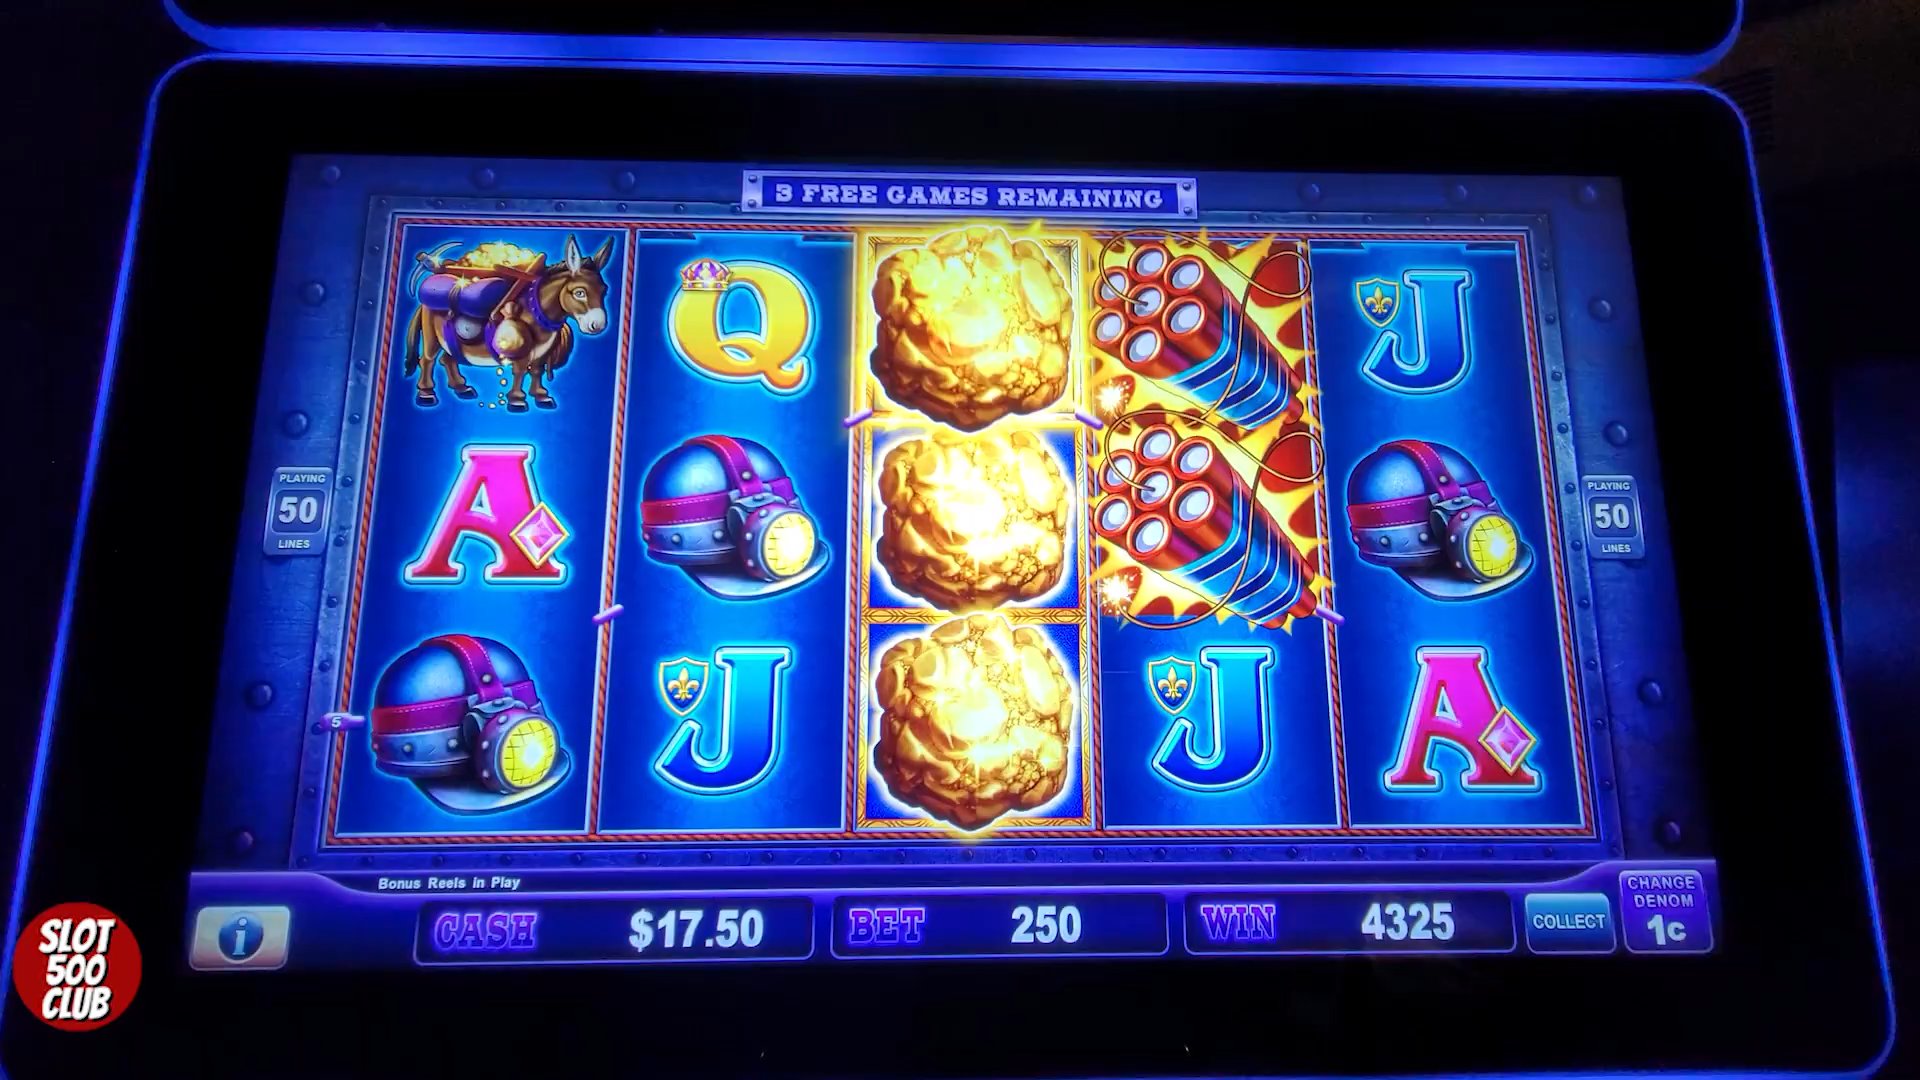 3 FREE GAMES REMAINING
Q
J
PLAYING
50
LINES
A
PLAYING
50
LINES
5
J
J
A
Bonus Reels in Play
CASH $17.50
BET 250
WIN 4325
COLLECT
CHANGE
DENOM
1¢
i
SLOT
500
CLUB